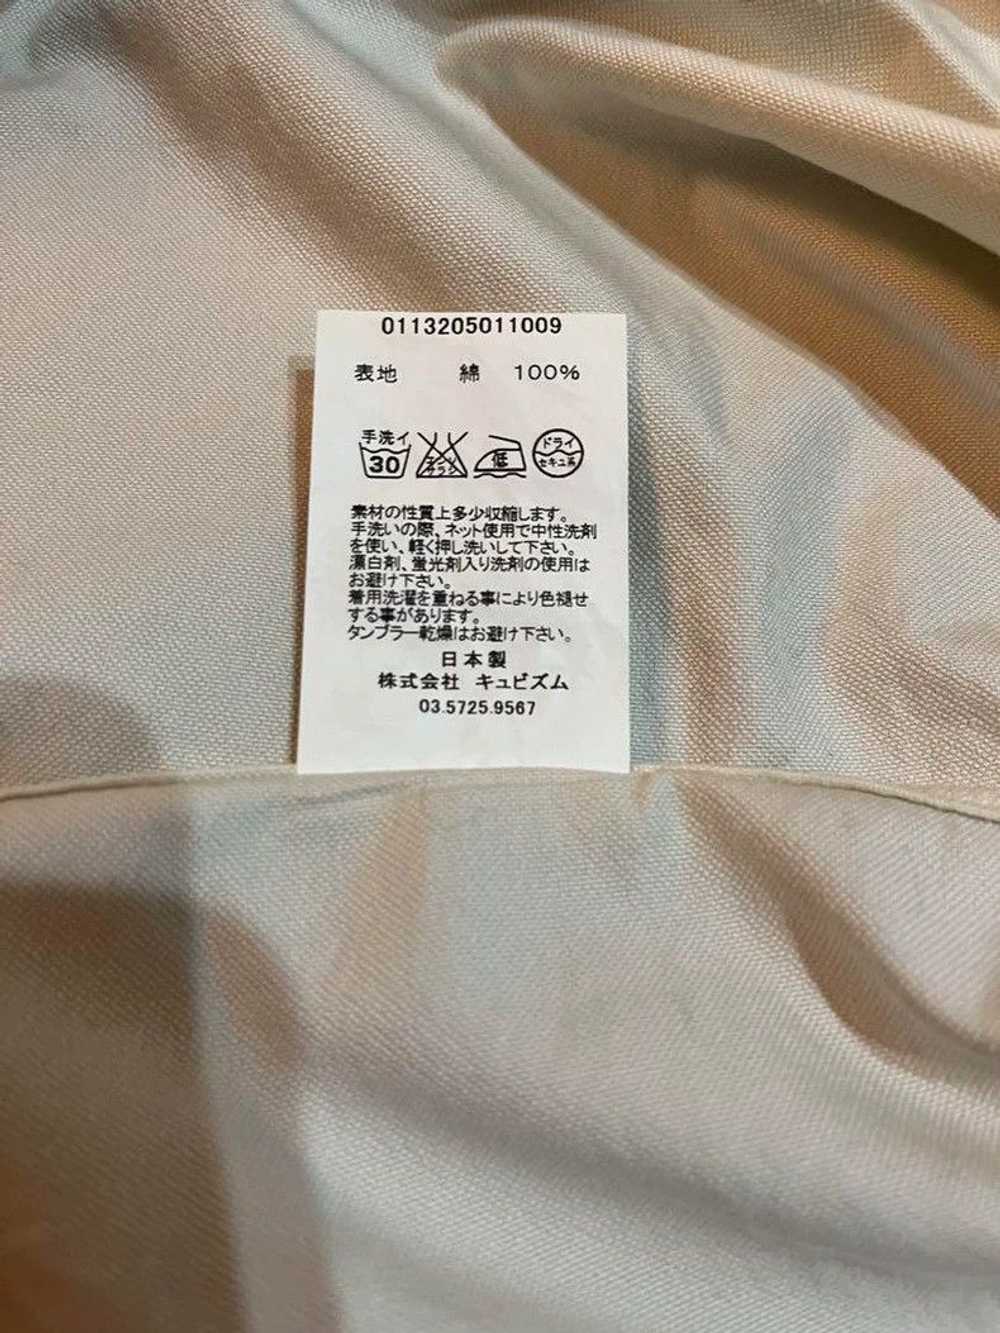 0113205011009
表地 綿 100%
手洗イ 30 エンソサラシ 低 ドライ セキユ系
素材の性質上多少収縮します。
手洗いの際、ネット使用で中性洗剤
を使い、軽く押し洗いして下さい。
漂白剤、蛍光剤入り洗剤の使用は
お避け下さい。
着用洗濯を重ねる事により色褪せ
する事があります。
タンブラー乾燥はお避け下さい。
日本製
株式会社 キュビズム
03.5725.9567